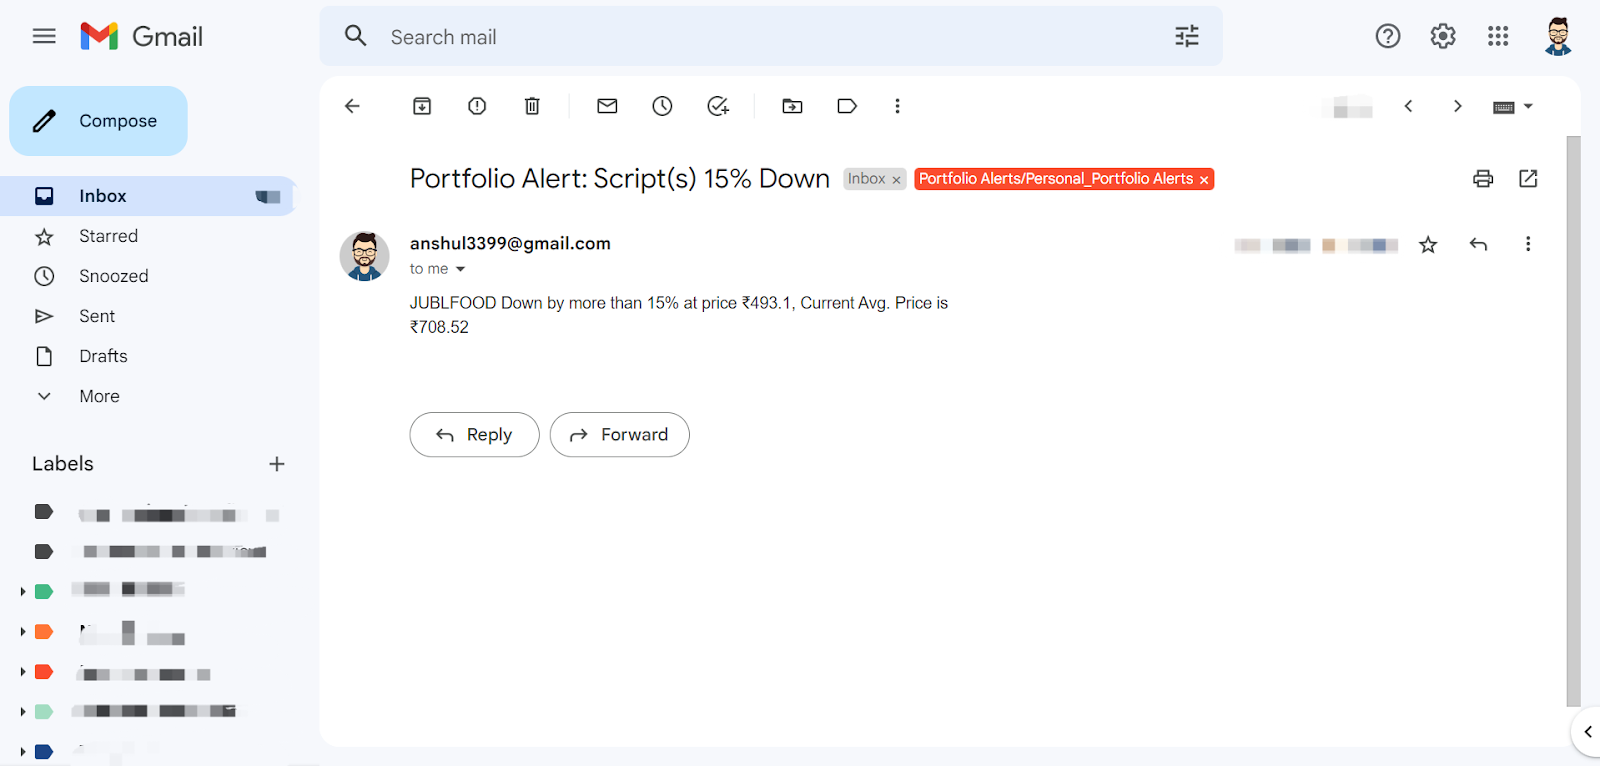 Gmail
Search mail
Compose
Inbox
Starred
Snoozed
Sent
Drafts
More
Labels
Portfolio Alert: Script(s) 15% Down
Inbox ×
Portfolio Alerts/Personal_Portfolio Alerts ×
anshul3399@gmail.com
to me
JUBLFOOD Down by more than 15% at price ₹493.1, Current Avg. Price is
₹708.52
Reply
Forward